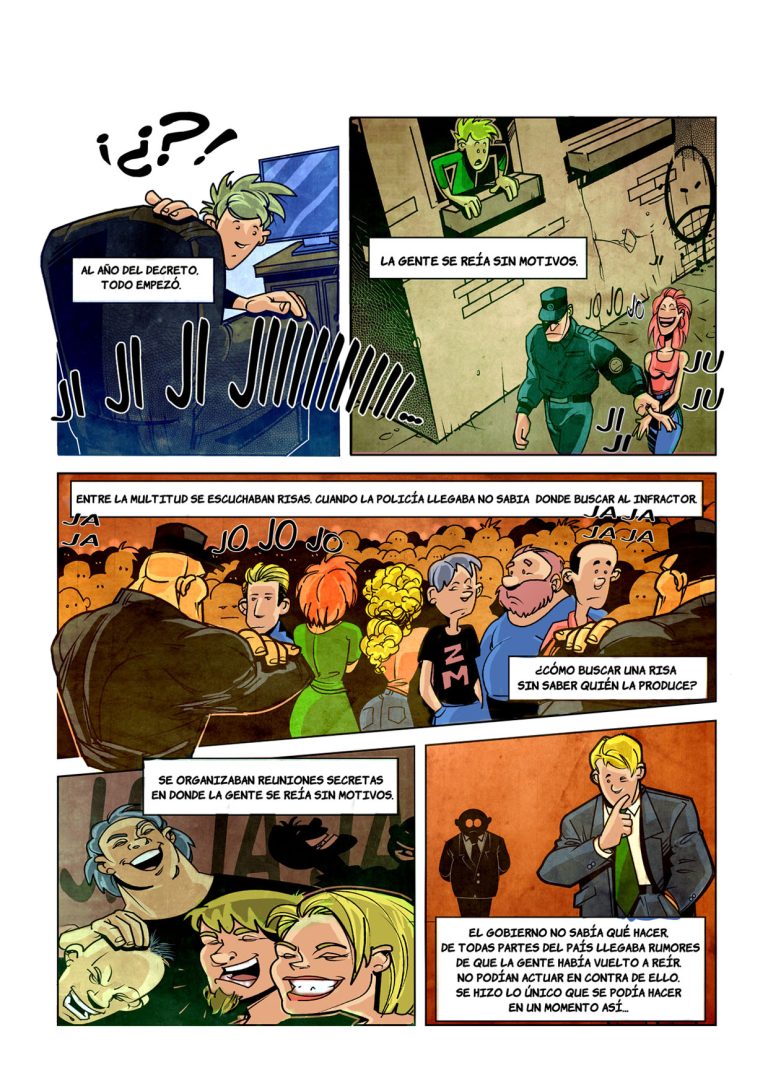 ¡¿?!
AL AÑO DEL DECRETO,
TODO EMPEZÓ.
JI JI JI JIIIIIIIIIIII...
LA GENTE SE REÍA SIN MOTIVOS.
JI
JO JO JO
JU
JU
JI
JI
ENTRE LA MULTITUD SE ESCUCHABAN RISAS. CUANDO LA POLICÍA LLEGABA NO SABIA DONDE BUSCAR AL INFRACTOR.
JA
JA
JO JO JO
JA JA
JA JA
Z
M
¿CÓMO BUSCAR UNA RISA
SIN SABER QUIÉN LA PRODUCE?
SE ORGANIZABAN REUNIONES SECRETAS
EN DONDE LA GENTE SE REÍA SIN MOTIVOS.
JA JA JA
EL GOBIERNO NO SABÍA QUÉ HACER,
DE TODAS PARTES DEL PAÍS LLEGABA RUMORES
DE QUE LA GENTE HABÍA VUELTO A REÍR.
NO PODÍAN ACTUAR EN CONTRA DE ELLO.
SE HIZO LO ÚNICO QUE SE PODÍA HACER
EN UN MOMENTO ASÍ...